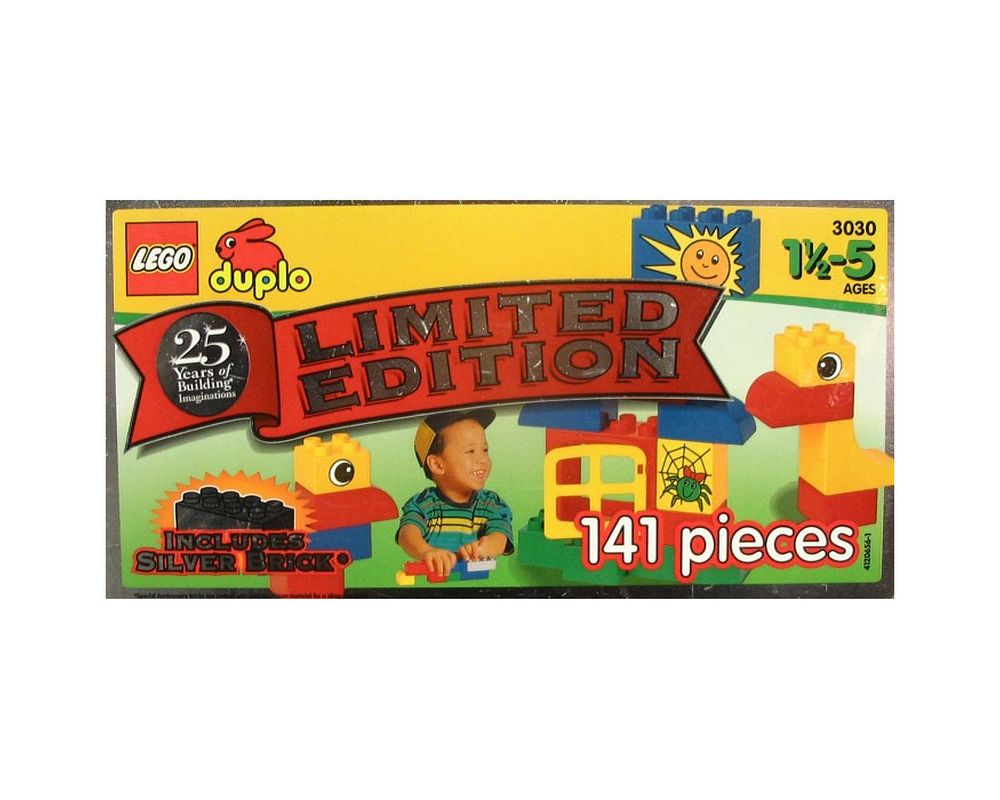 LEGO
duplo
3030
1½-5
AGES
25
Years of
Building
Imaginations
LIMITED
EDITION
INCLUDES
SILVER BRICK*
141 pieces
4120656-1